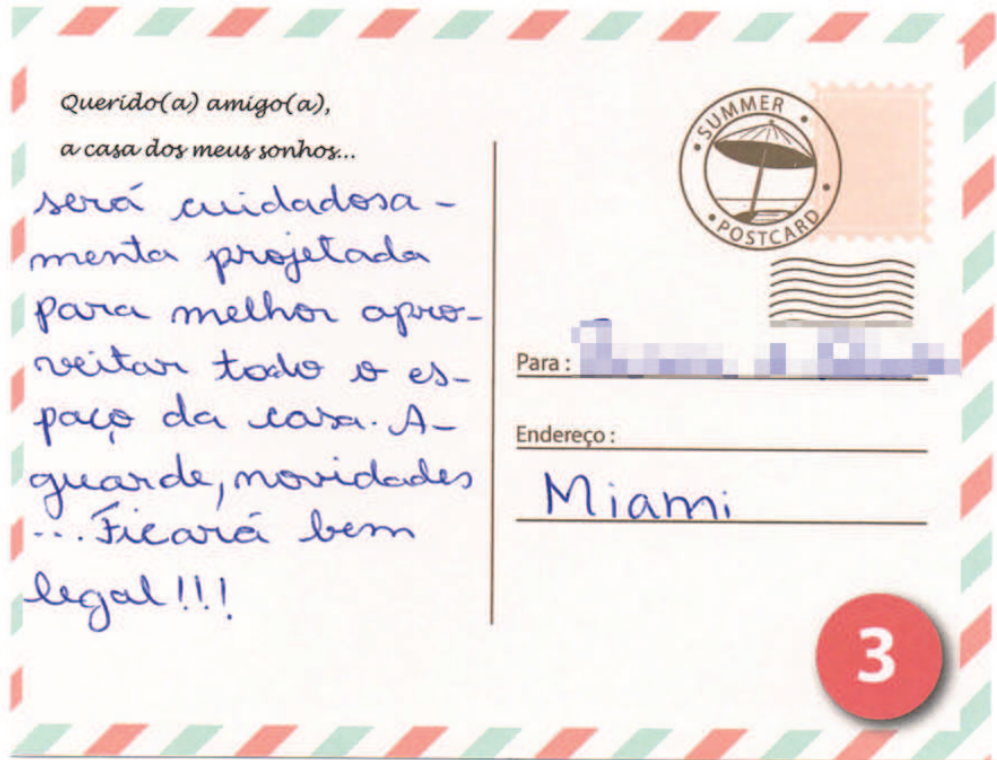 Querido(a) amigo(a),
a casa dos meus sonhos...
será cuidadosa-
menta projetada
para melhor apro-
veitar todo o es-
paço da casa. A-
guarde, novidades
... Ficará bem
legal!!!
SUMMER
POSTCARD
Para:
Endereço:
Miami
3